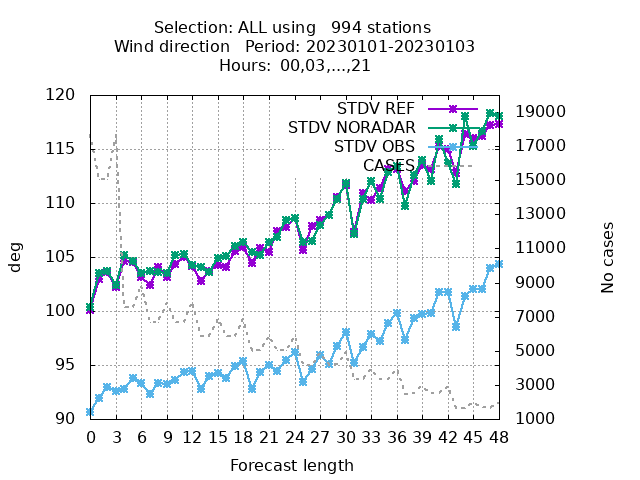 Selection: ALL using   994 stations
Wind direction   Period: 20230101-20230103
Hours: 00,03,...,21
STDV REF
STDV NORADAR
STDV OBS
CASES
120
115
110
105
100
95
90
deg
19000
17000
15000
13000
11000
9000
7000
5000
3000
1000
No cases
0 3 6 9 12 15 18 21 24 27 30 33 36 39 42 45 48
Forecast length